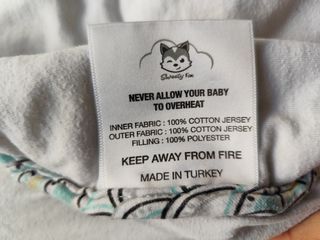 Sweety Fox
NEVER ALLOW YOUR BABY
TO OVERHEAT
INNER FABRIC : 100% COTTON JERSEY
OUTER FABRIC : 100% COTTON JERSEY
FILLING : 100% POLYESTER
KEEP AWAY FROM FIRE
MADE IN TURKEY